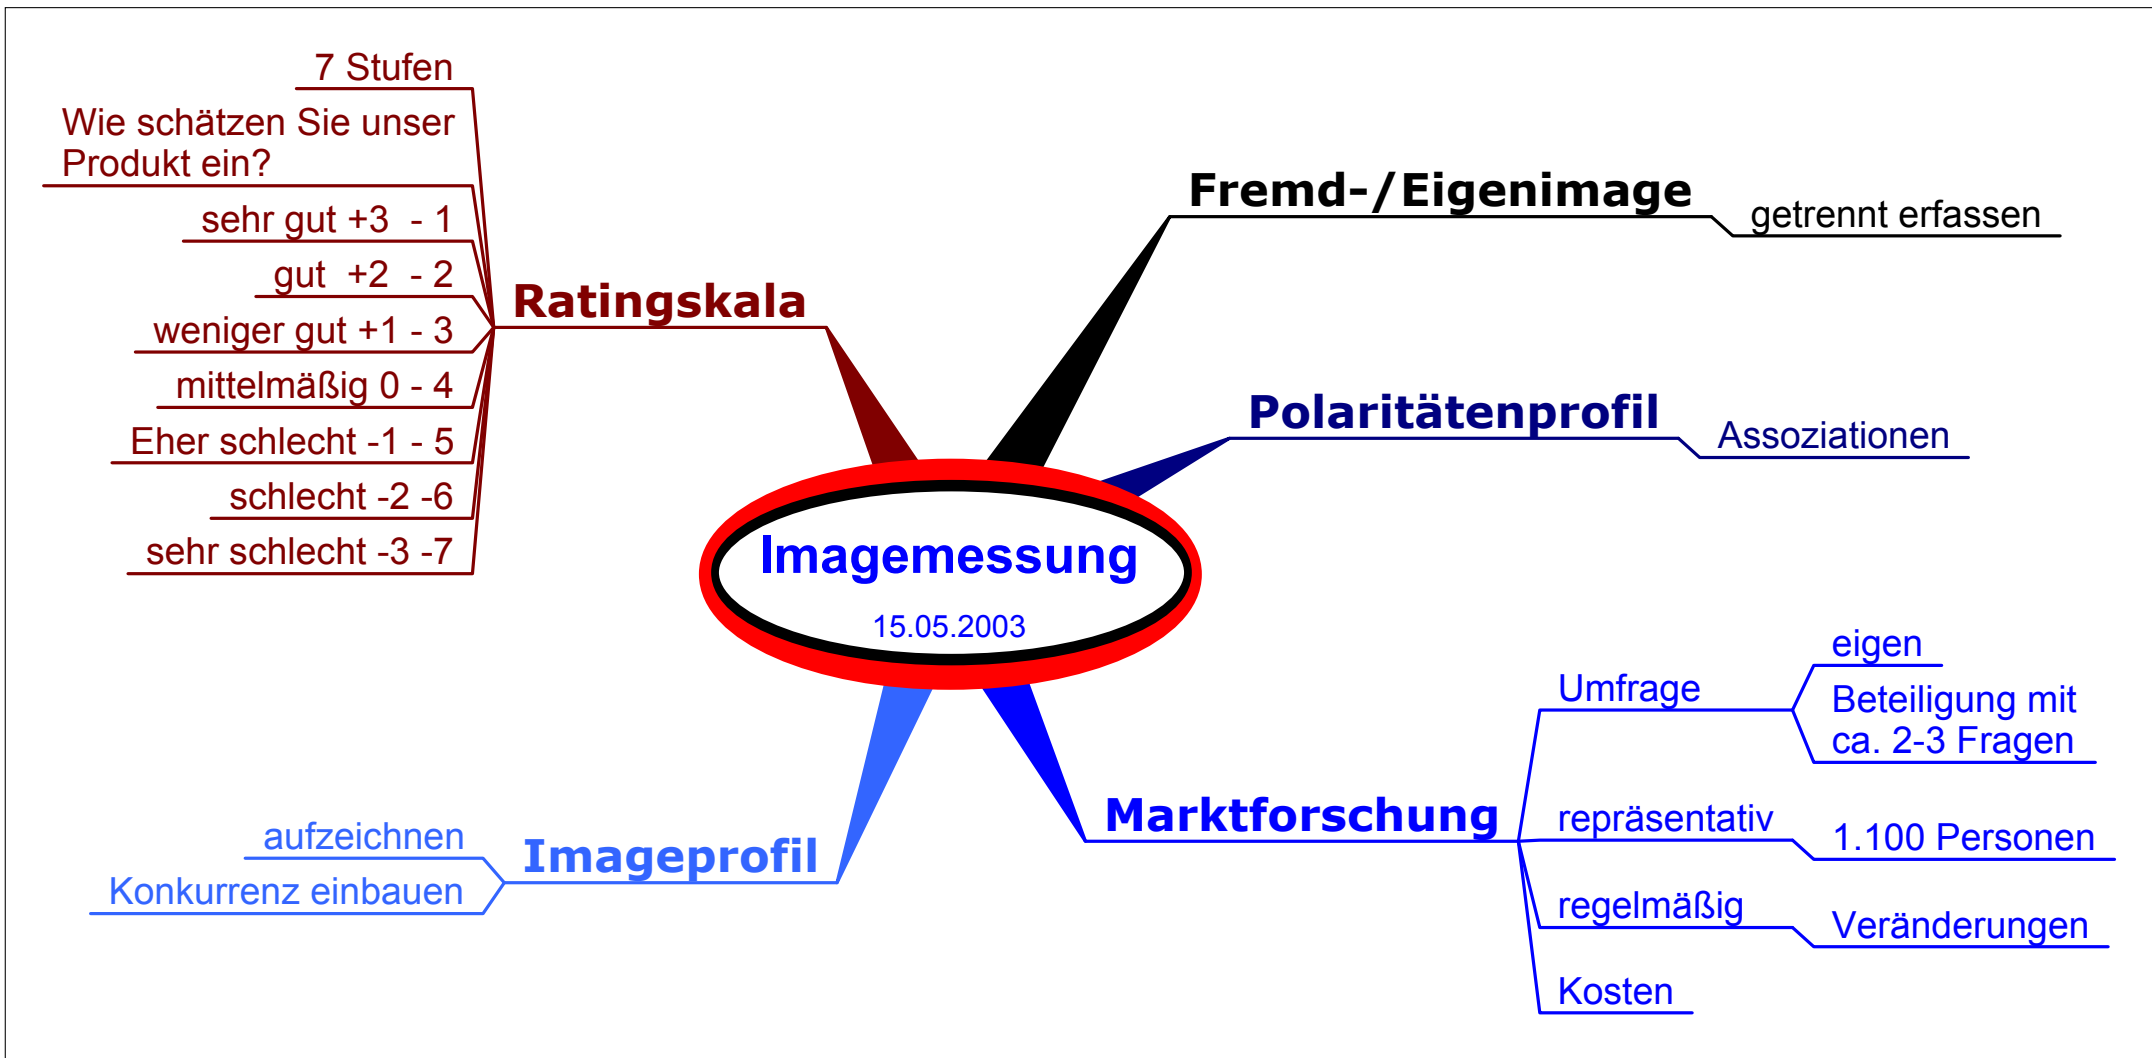 Imagemessung
15.05.2003
Fremd-/Eigenimage
getrennt erfassen
Polaritätenprofil
Assoziationen
Marktforschung
Umfrage
eigen
Beteiligung mit
ca. 2-3 Fragen
repräsentativ
1.100 Personen
regelmäßig
Veränderungen
Kosten
Imageprofil
aufzeichnen
Konkurrenz einbauen
Ratingskala
7 Stufen
Wie schätzen Sie unser
Produkt ein?
sehr gut +3  - 1
gut  +2  - 2
weniger gut +1 - 3
mittelmäßig 0 - 4
Eher schlecht -1 - 5
schlecht -2 -6
sehr schlecht -3 -7